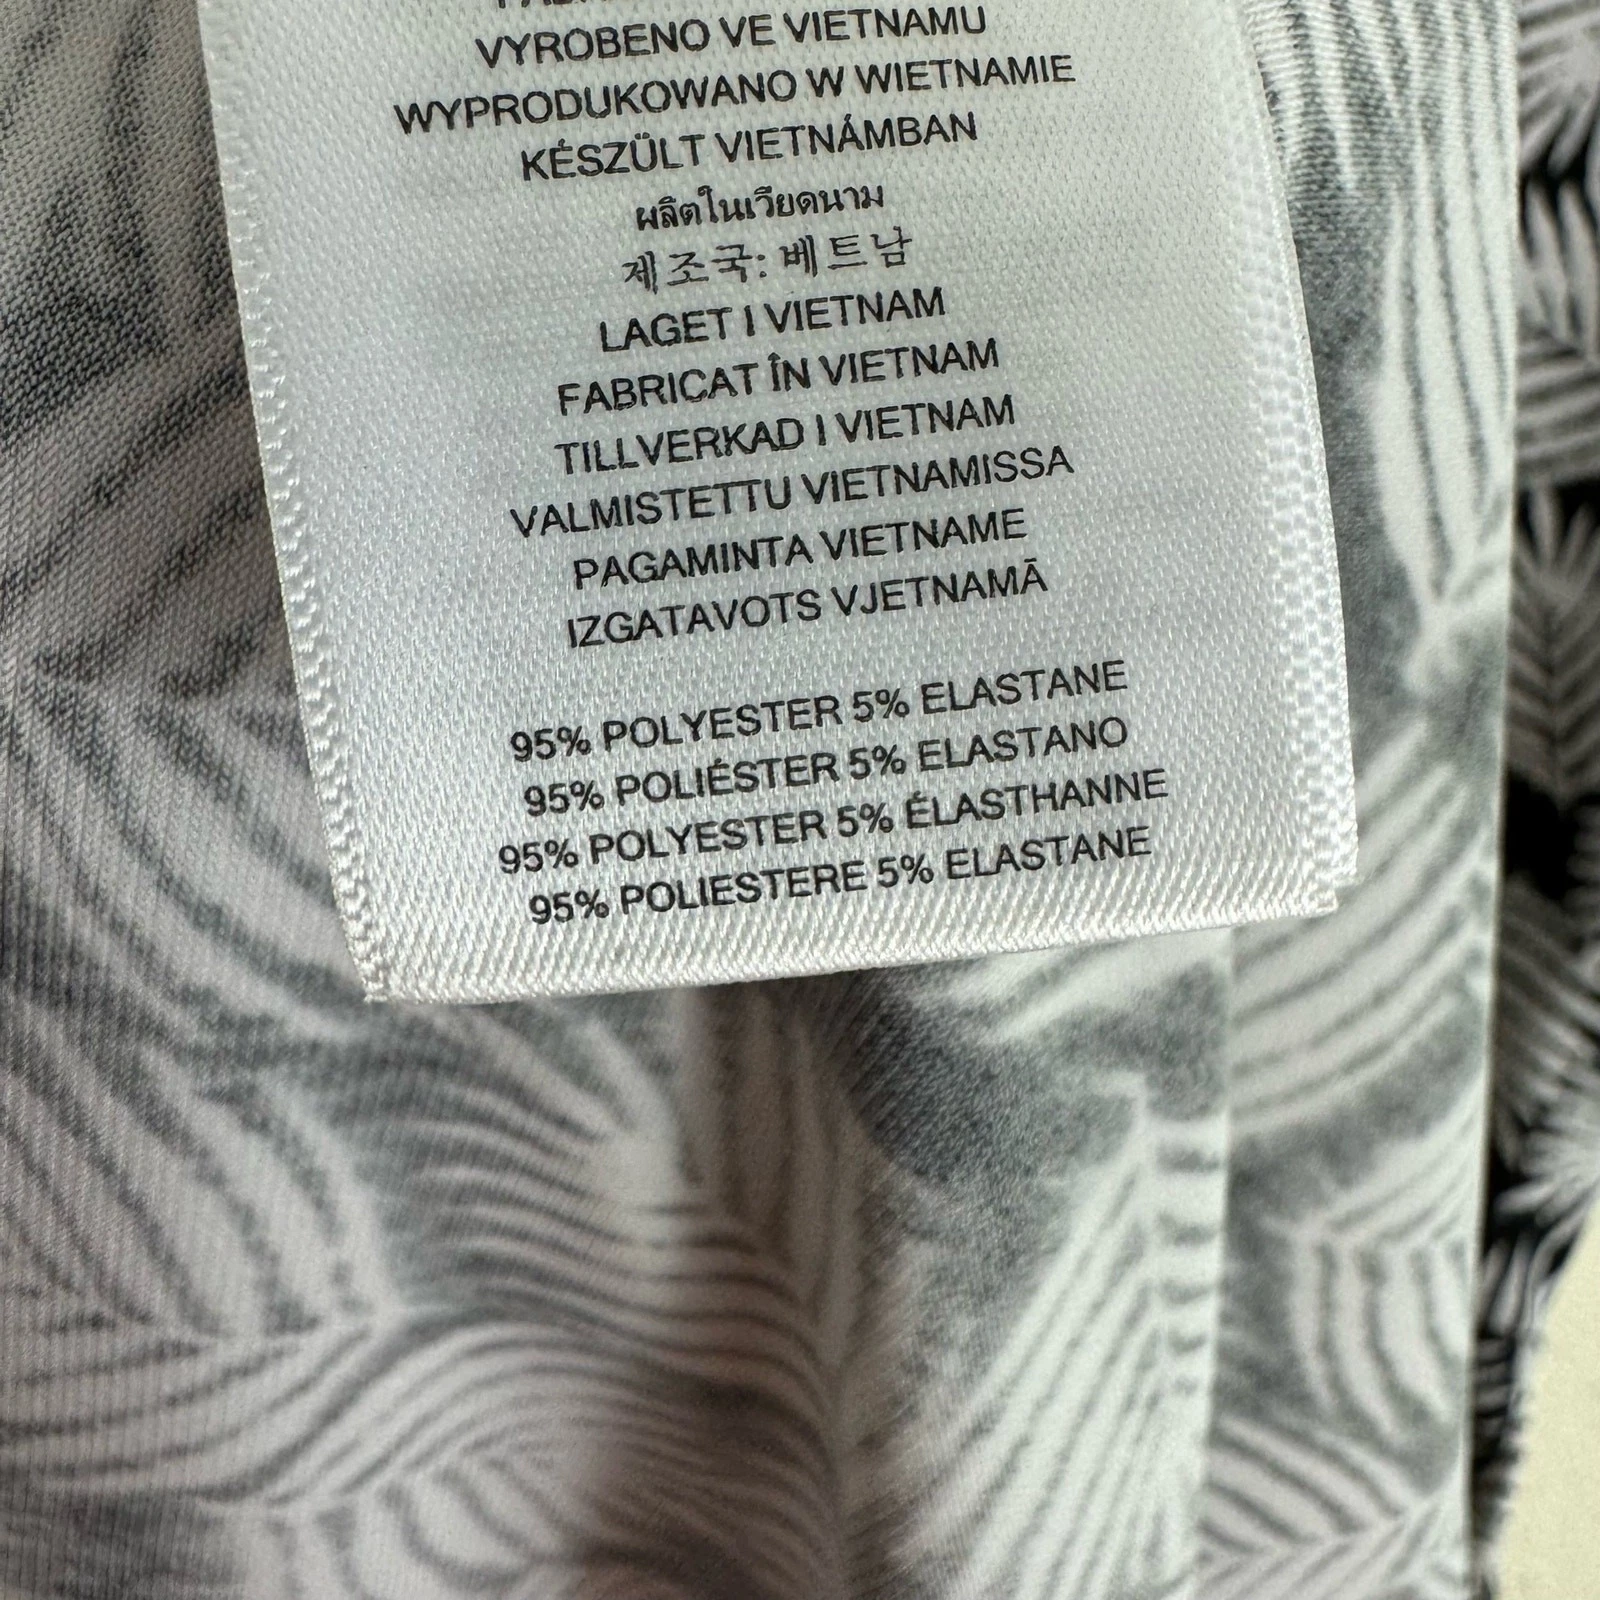 VYROBENO VE VIETNAMU
WYPRODUKOWANO W WIETNAMIE
KÉSZÜLT VIETNÁMBAN
ผลิตในเวียดนาม
제조국: 베트남
LAGET I VIETNAM
FABRICAT ÎN VIETNAM
TILLVERKAD I VIETNAM
VALMISTETTU VIETNAMISSA
PAGAMINTA VIETNAME
IZGATAVOTS VJETNAMĀ
95% POLYESTER 5% ELASTANE
95% POLIÉSTER 5% ELASTANO
95% POLYESTER 5% ÉLASTHANNE
95% POLIESTERE 5% ELASTANE